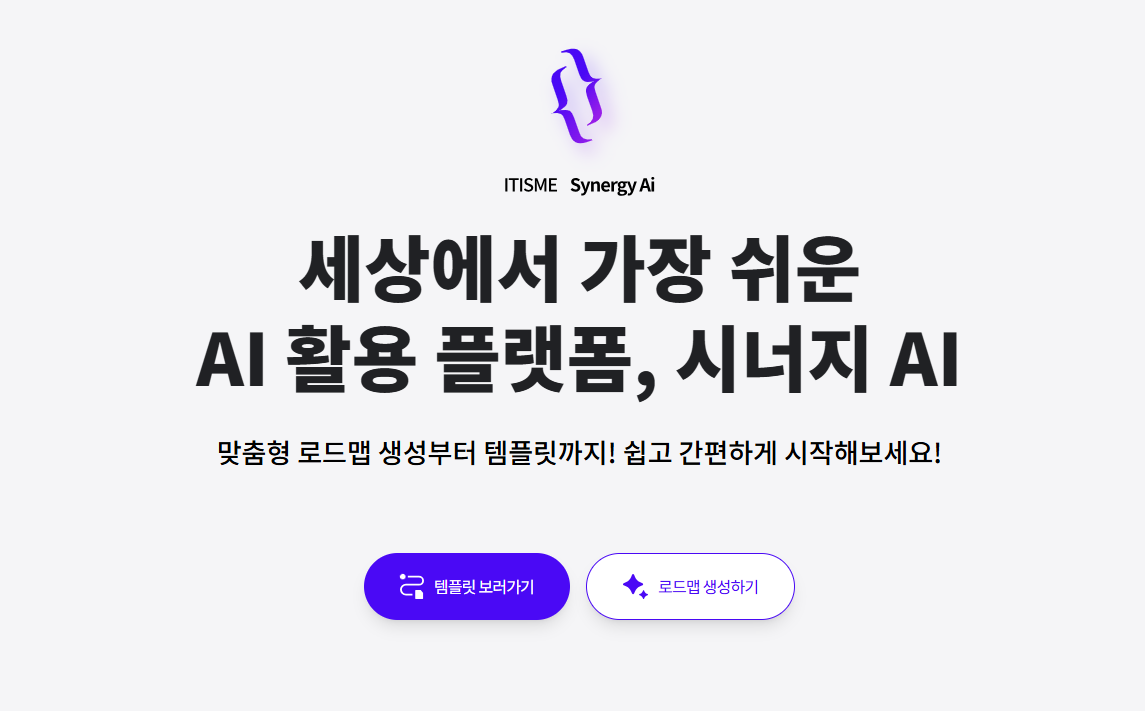 ITISME Synergy Ai
세상에서 가장 쉬운
AI 활용 플랫폼, 시너지 AI
맞춤형 로드맵 생성부터 템플릿까지! 쉽고 간편하게 시작해보세요!
템플릿 보러가기
로드맵 생성하기